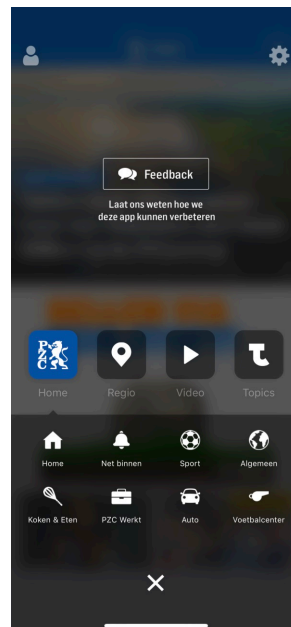 Feedback
Laat ons weten hoe we
deze app kunnen verbeteren
PZC
Home
Regio
Video
Topics
Home
Net binnen
Sport
Algemeen
Koken & Eten
PZC Werkt
Auto
Voetbalcenter